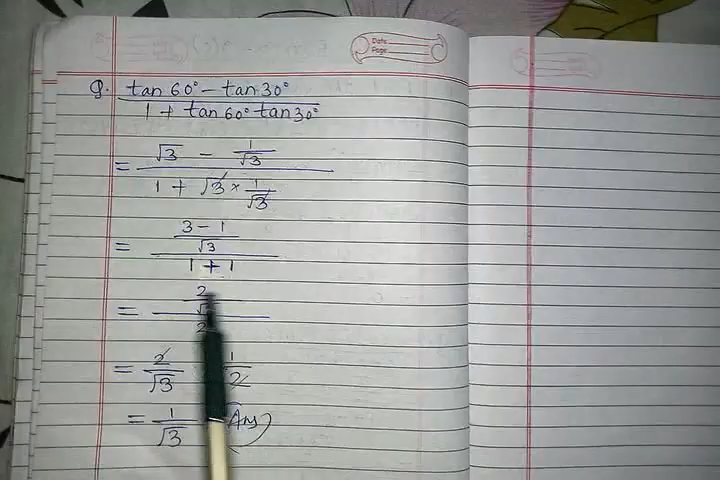 Date
Page
Q. tan 60° - tan 30° / 1 + tan 60° tan 30°
= √3 - 1/√3 / 1 + √3 × 1/√3
= 3 - 1 / √3 / 1 + 1
= 2 / √ / 2
= 2/√3 1/2
= 1/√3 (Ans)